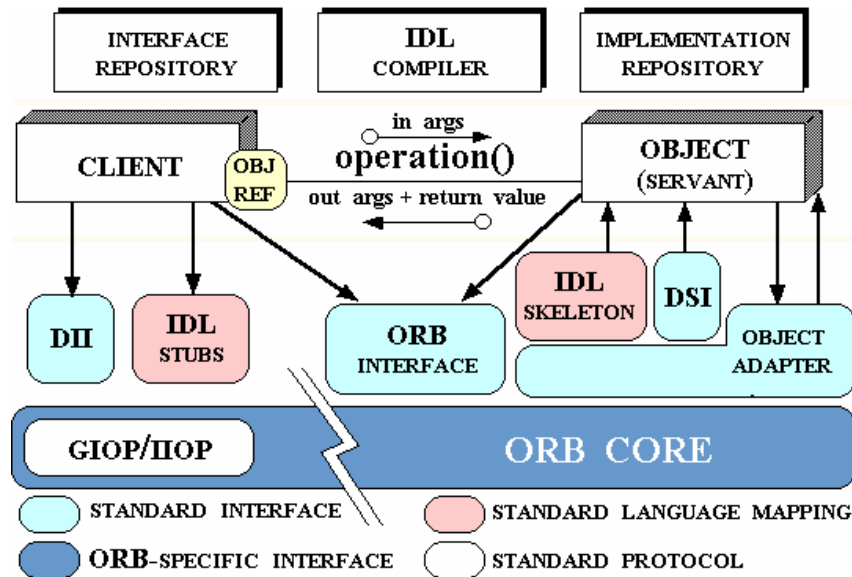 INTERFACE
REPOSITORY
IDL
COMPILER
IMPLEMENTATION
REPOSITORY
in args
CLIENT
OBJ
REF
operation()
OBJECT
(SERVANT)
out args + return value
DII
IDL
STUBS
ORB
INTERFACE
IDL
SKELETON
DSI
OBJECT
ADAPTER
GIOP/IIOP
ORB CORE
STANDARD INTERFACE
STANDARD LANGUAGE MAPPING
ORB-SPECIFIC INTERFACE
STANDARD PROTOCOL